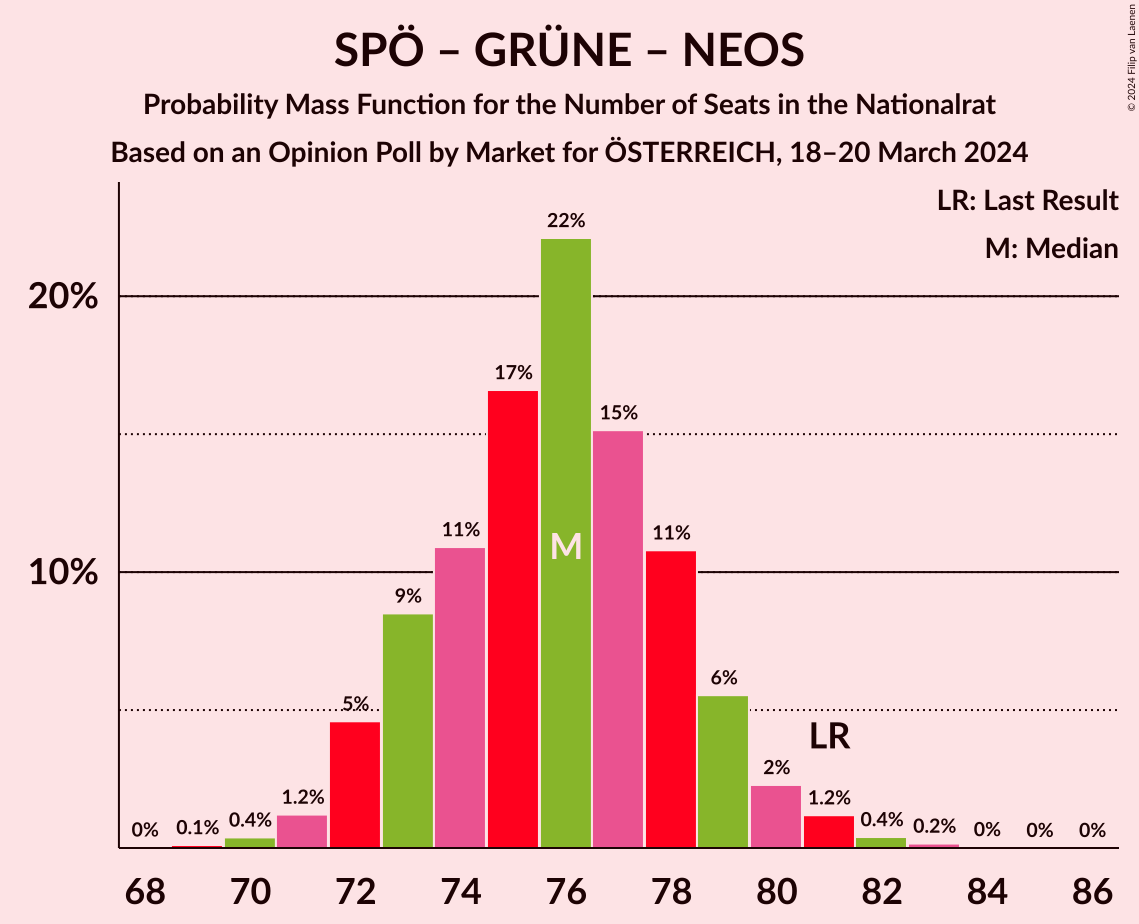 SPÖ – GRÜNE – NEOS
Probability Mass Function for the Number of Seats in the Nationalrat
Based on an Opinion Poll by Market for ÖSTERREICH, 18–20 March 2024
© 2024 Filip van Laenen
LR: Last Result
M: Median
20%
10%
0%
0.1%
0.4%
1.2%
5%
9%
11%
17%
22%
15%
11%
6%
2%
1.2%
0.4%
0.2%
0%
0%
0%
M
LR
68 70 72 74 76 78 80 82 84 86